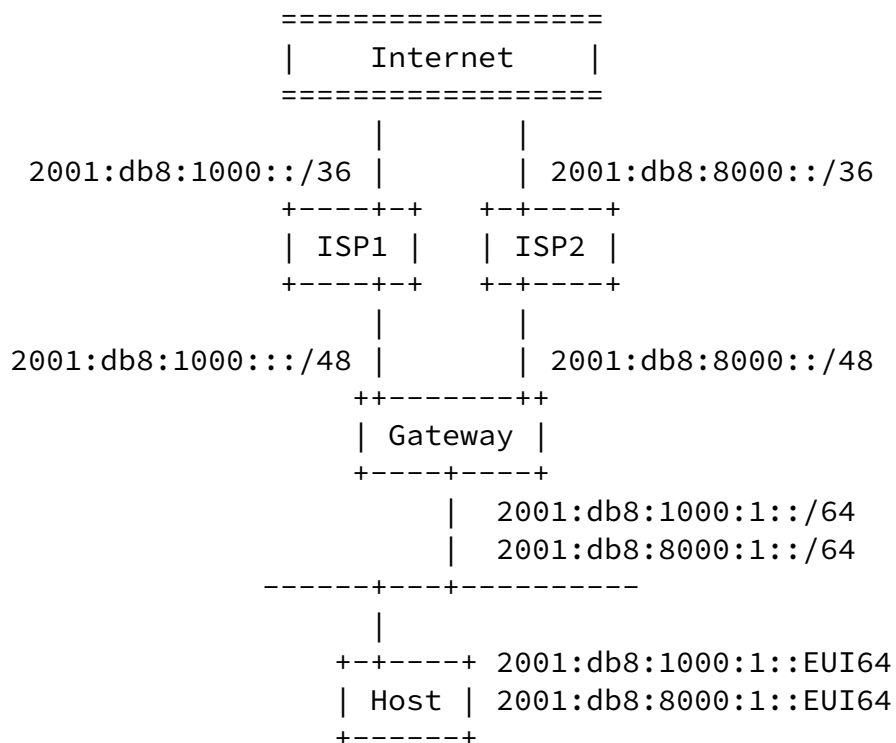 ==================
| Internet |
==================
| |
2001:db8:1000::/36 | | 2001:db8:8000::/36
+----+-+ +-+----+
| ISP1 | | ISP2 |
+----+-+ +-+----+
| |
2001:db8:1000:::/48 | | 2001:db8:8000::/48
++-------++
| Gateway |
+----+----+
| 2001:db8:1000:1::/64
| 2001:db8:8000:1::/64
------+---+----------
|
+-+----+ 2001:db8:1000:1::EUI64
| Host | 2001:db8:8000:1::EUI64
+------+